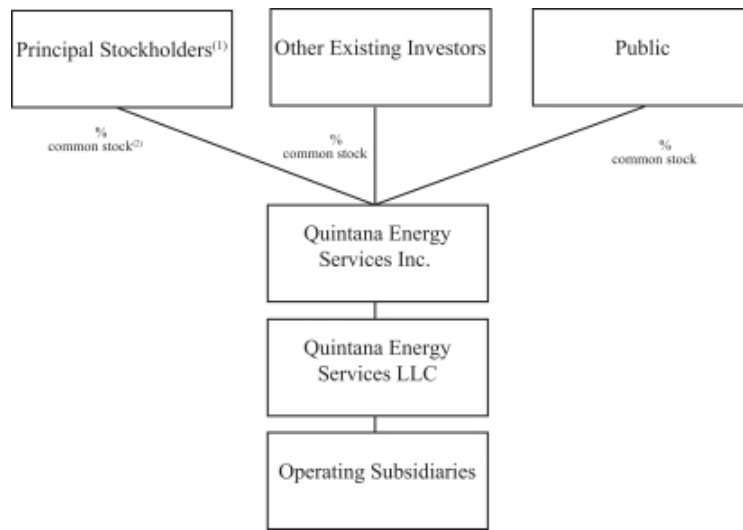 Principal Stockholders(1)
Other Existing Investors
Public
%
common stock(2)
%
common stock
%
common stock
Quintana Energy
Services Inc.
Quintana Energy
Services LLC
Operating Subsidiaries